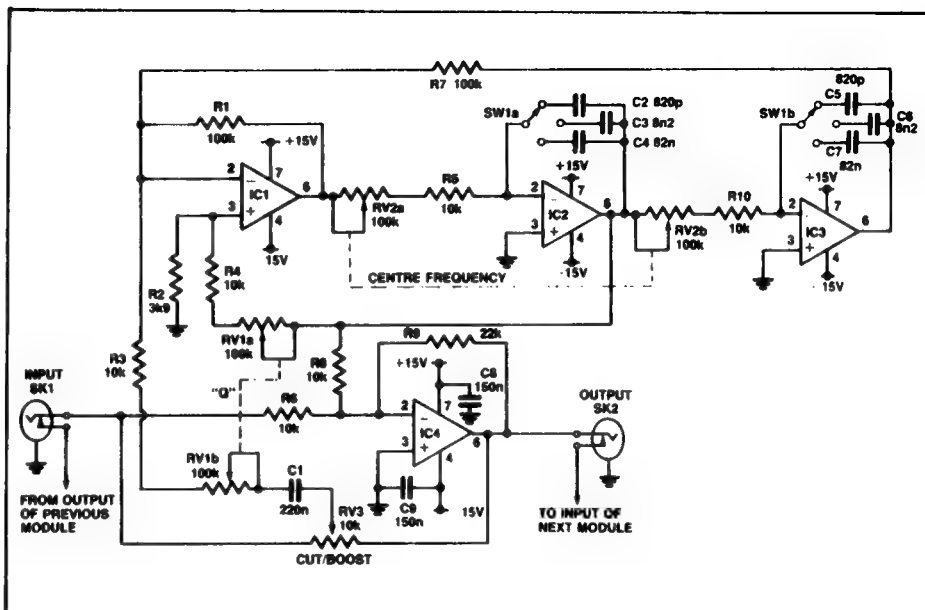 R7 100k
820p
C5
C6
8n2
C7
82n
SW1b
C2 820p
C3 8n2
C4 82n
SW1a
R1
100k
+15V
2
7
IC1
6
3
4
15V
RV2a
100k
R5
10k
+15V
2
7
IC2
6
3
4
15V
RV2b
100k
R10
10k
+15V
2
7
IC3
6
3
4
15V
CENTRE FREQUENCY
R2
3k9
R4
10k
RV1a
100k
R3
10k
"Q"
10k
22k
+15V
C8
150n
INPUT
SK1
R6
10k
2
7
IC4
6
3
4
C9
150n
15V
OUTPUT
SK2
RV1b
100k
C1
220n
RV3
10k
CUT/BOOST
FROM OUTPUT
OF PREVIOUS
MODULE
TO INPUT OF
NEXT MODULE